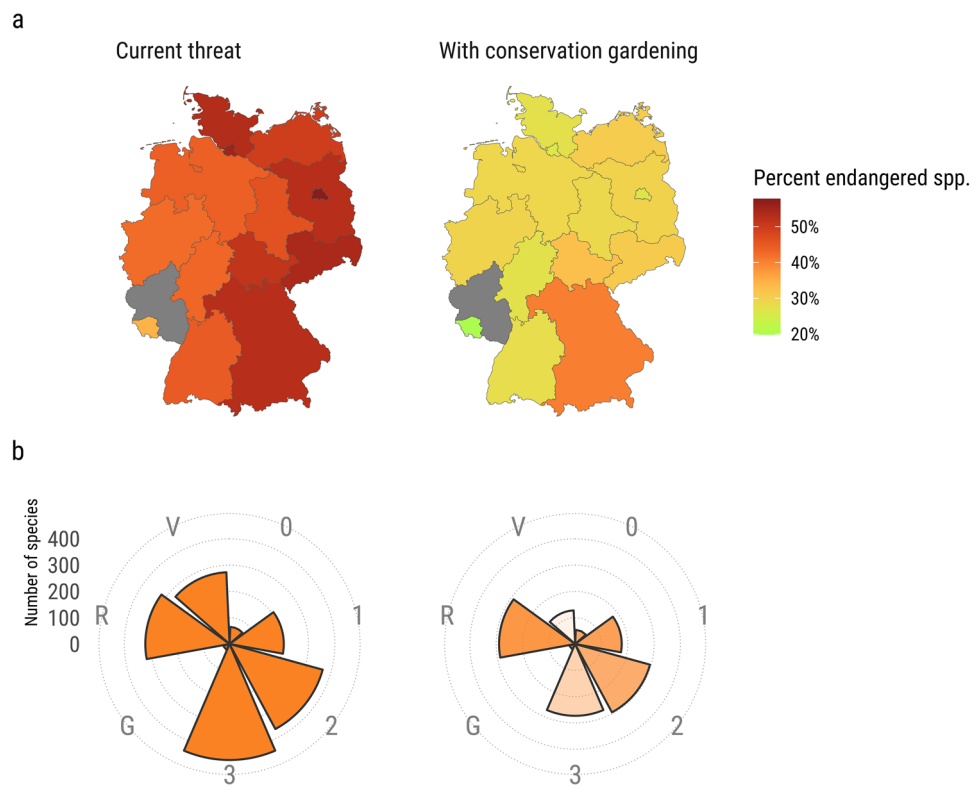 a
Current threat
With conservation gardening
Percent endangered spp.
50%
40%
30%
20%
b
Number of species
400
300
200
100
0
V
0
R
1
G
2
3
V
0
R
1
G
2
3